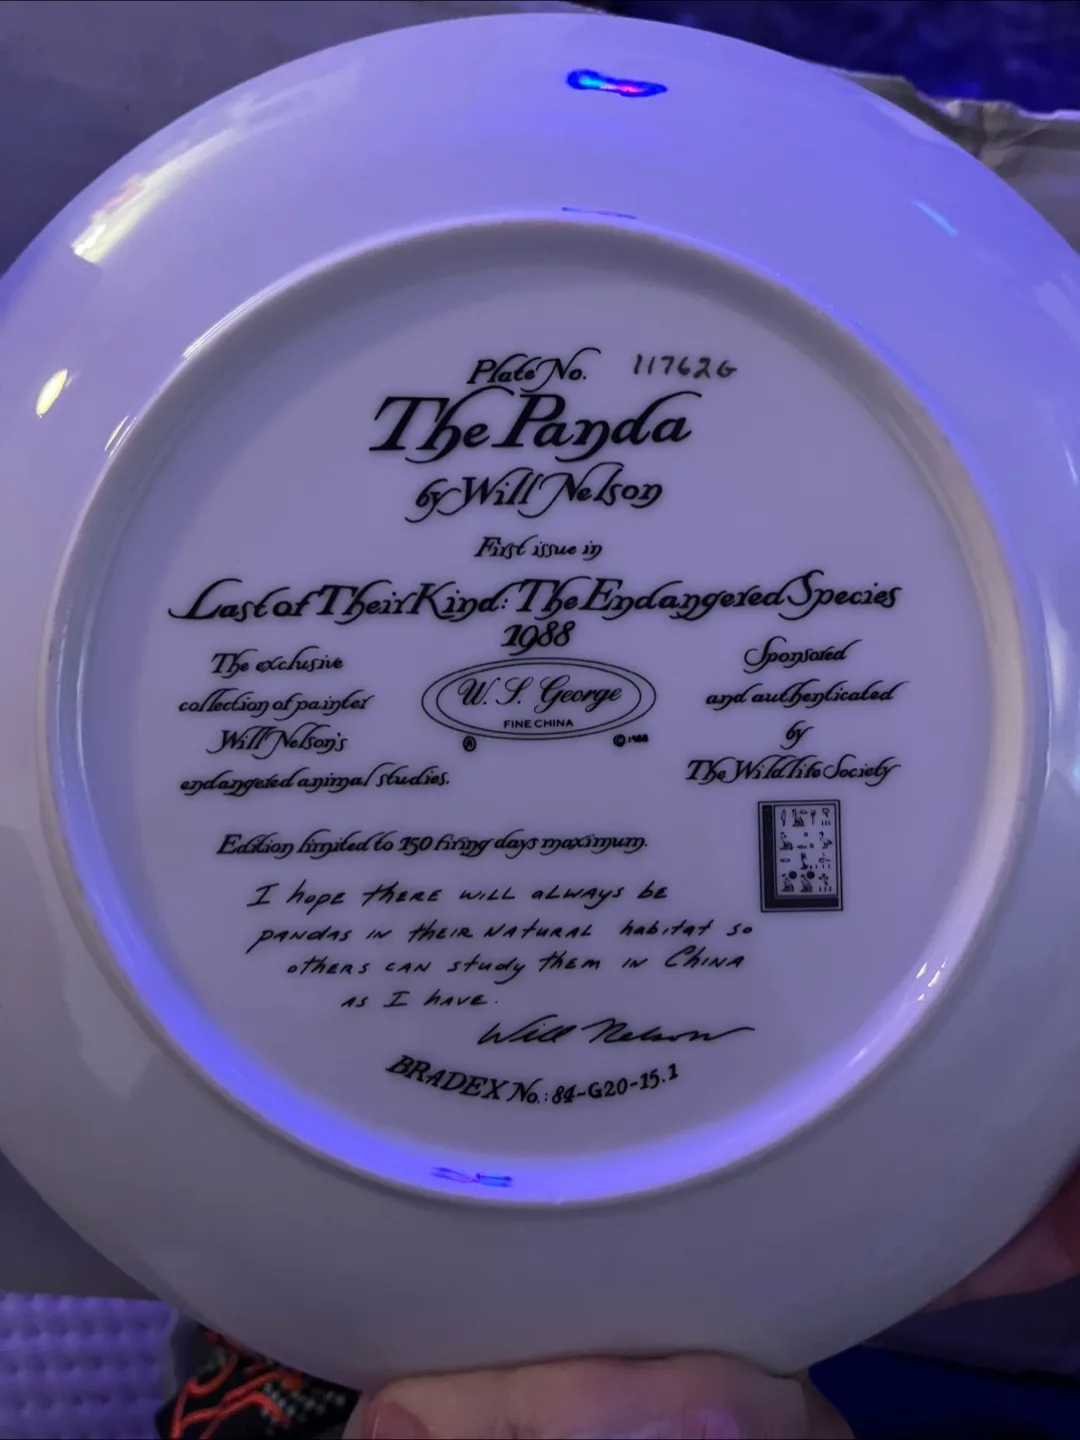 Plate No. 11762G
The Panda
by Will Nelson
First issue in
Last of Their Kind: The Endangered Species
1988
The exclusive
collection of painter
Will Nelson's
endangered animal studies.
W. S. George
FINE CHINA
® © 1988
Sponsored
and authenticated
by
The Wildlife Society
Edition limited to 150 firing days maximum.
I hope there will always be
pandas in their natural habitat so
others can study them in China
as I have.
Will Nelson
BRADEX No.: 84-G20-15.1